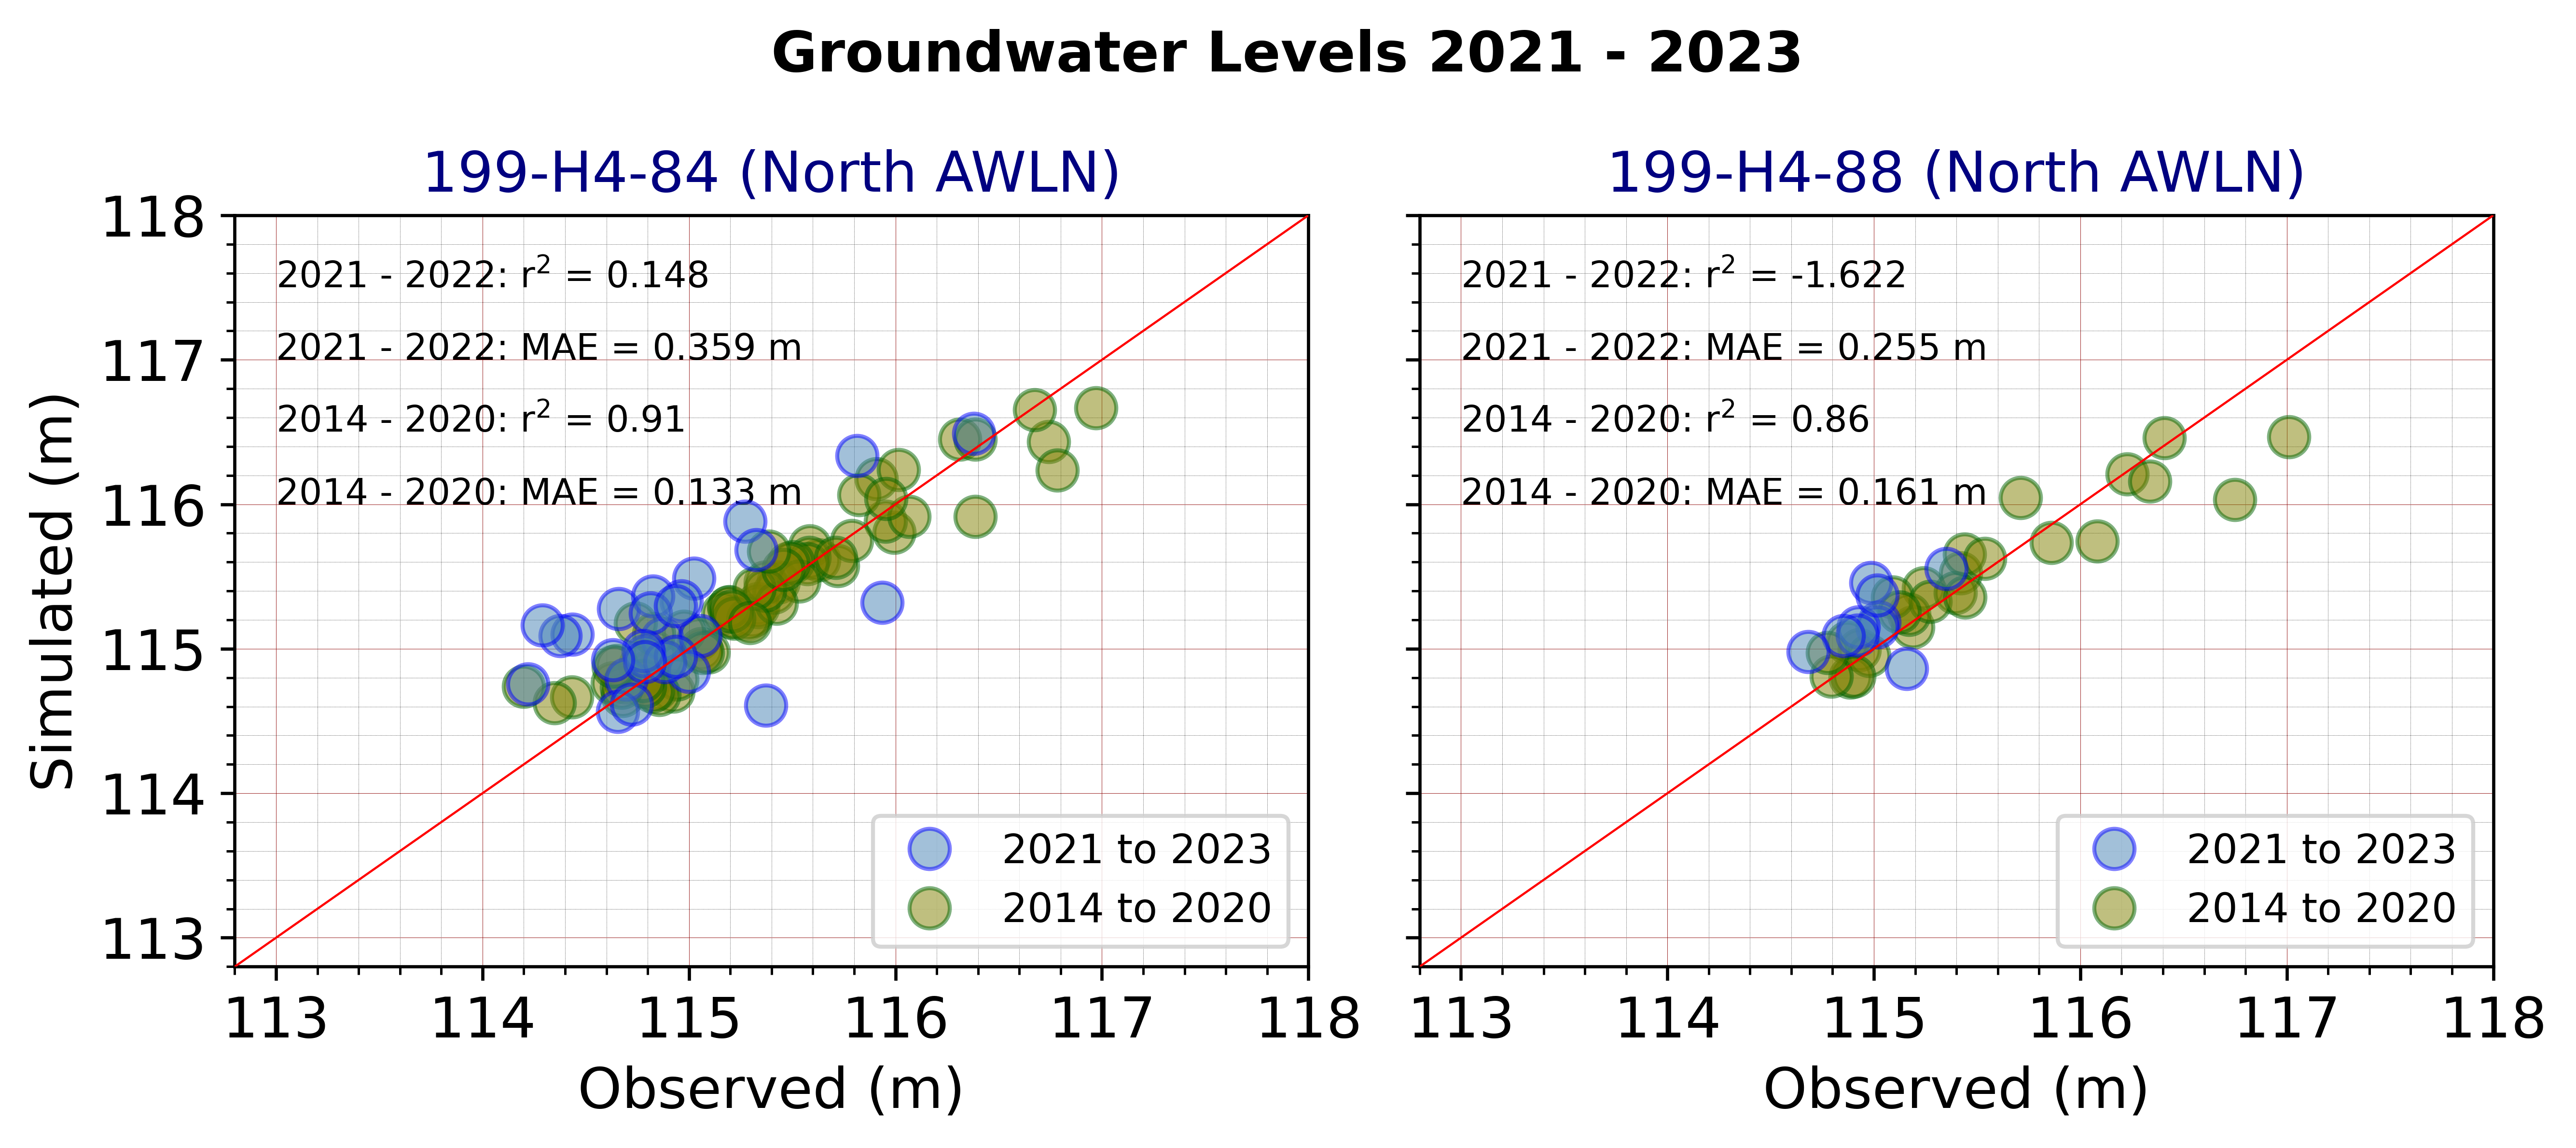 Groundwater Levels 2021 - 2023
199-H4-84 (North AWLN)
118
117
116
115
114
113
Simulated (m)
2021 - 2022: r² = 0.148
2021 - 2022: MAE = 0.359 m
2014 - 2020: r² = 0.91
2014 - 2020: MAE = 0.133 m
2021 to 2023
2014 to 2020
113 114 115 116 117 118
Observed (m)
199-H4-88 (North AWLN)
2021 - 2022: r² = -1.622
2021 - 2022: MAE = 0.255 m
2014 - 2020: r² = 0.86
2014 - 2020: MAE = 0.161 m
2021 to 2023
2014 to 2020
113 114 115 116 117 118
Observed (m)